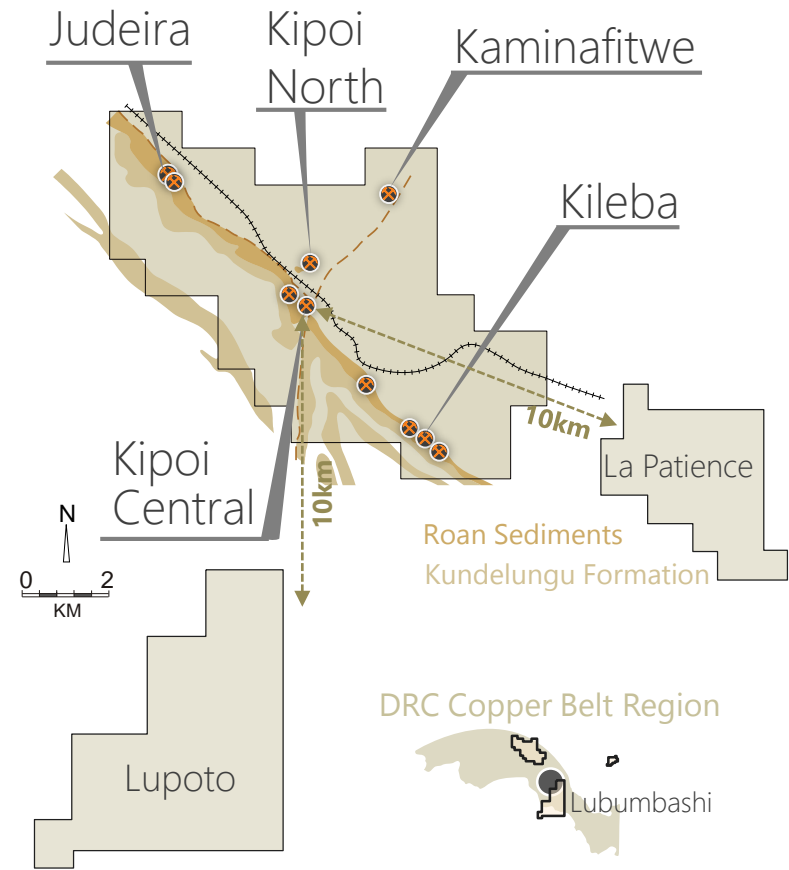 Judeira
Kipoi
North
Kaminafitwe
Kileba
10km
La Patience
Kipoi
Central
10km
N
0 2
KM
Roan Sediments
Kundelungu Formation
DRC Copper Belt Region
Lupoto
Lubumbashi